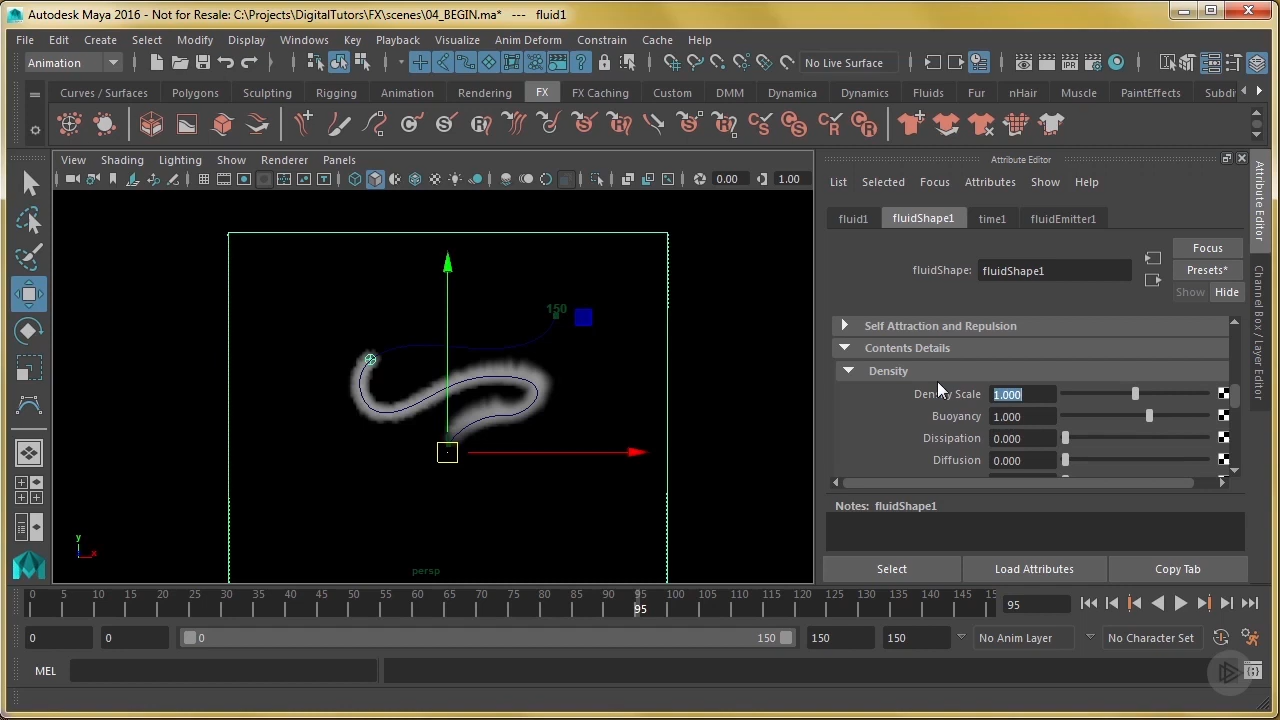 Autodesk Maya 2016 - Not for Resale: C:\Projects\DigitalTutors\FX\scenes\04_BEGIN.ma* --- fluid1
File Edit Create Select Modify Display Windows Key Playback Visualize Anim Deform Constrain Cache Help
Animation No Live Surface
Curves / Surfaces Polygons Sculpting Rigging Animation Rendering FX FX Caching Custom DMM Dynamica Dynamics Fluids Fur nHair Muscle PaintEffects Subdi
View Shading Lighting Show Renderer Panels
0.00 1.00
Attribute Editor
List Selected Focus Attributes Show Help
fluid1 fluidShape1 time1 fluidEmitter1
Focus
fluidShape: fluidShape1 Presets*
Show Hide
Self Attraction and Repulsion
Contents Details
Density
Density Scale 1.000
Buoyancy 1.000
Dissipation 0.000
Diffusion 0.000
Notes: fluidShape1
Select Load Attributes Copy Tab
Attribute Editor
Channel Box / Layer Editor
150
y
x
persp
0 5 10 15 20 25 30 35 40 45 50 55 60 65 70 75 80 85 90 95 100 105 110 115 120 125 130 135 140 145 15
95
95
0 0 0 150 150 150 No Anim Layer No Character Set
MEL